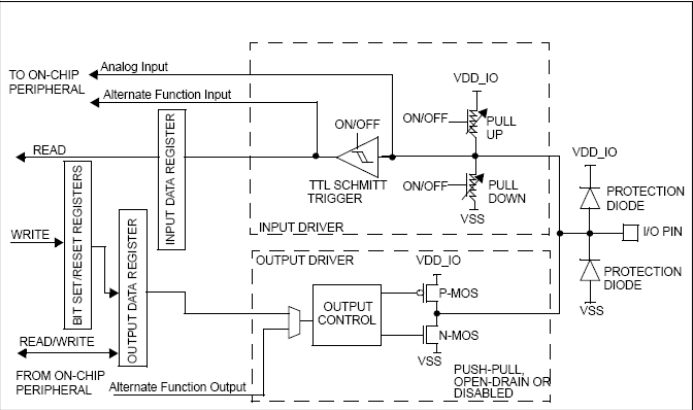 Analog Input
TO ON-CHIP
PERIPHERAL
Alternate Function Input
VDD_IO
ON/OFF
PULL
UP
ON/OFF
READ
INPUT DATA REGISTER
TTL SCHMITT
TRIGGER
ON/OFF
PULL
DOWN
VSS
INPUT DRIVER
VDD_IO
PROTECTION
DIODE
I/O PIN
PROTECTION
DIODE
VSS
WRITE
BIT SET/RESET REGISTERS
OUTPUT DATA REGISTER
READ/WRITE
OUTPUT DRIVER
VDD_IO
P-MOS
OUTPUT
CONTROL
N-MOS
VSS
PUSH-PULL,
OPEN-DRAIN OR
DISABLED
FROM ON-CHIP
PERIPHERAL
Alternate Function Output